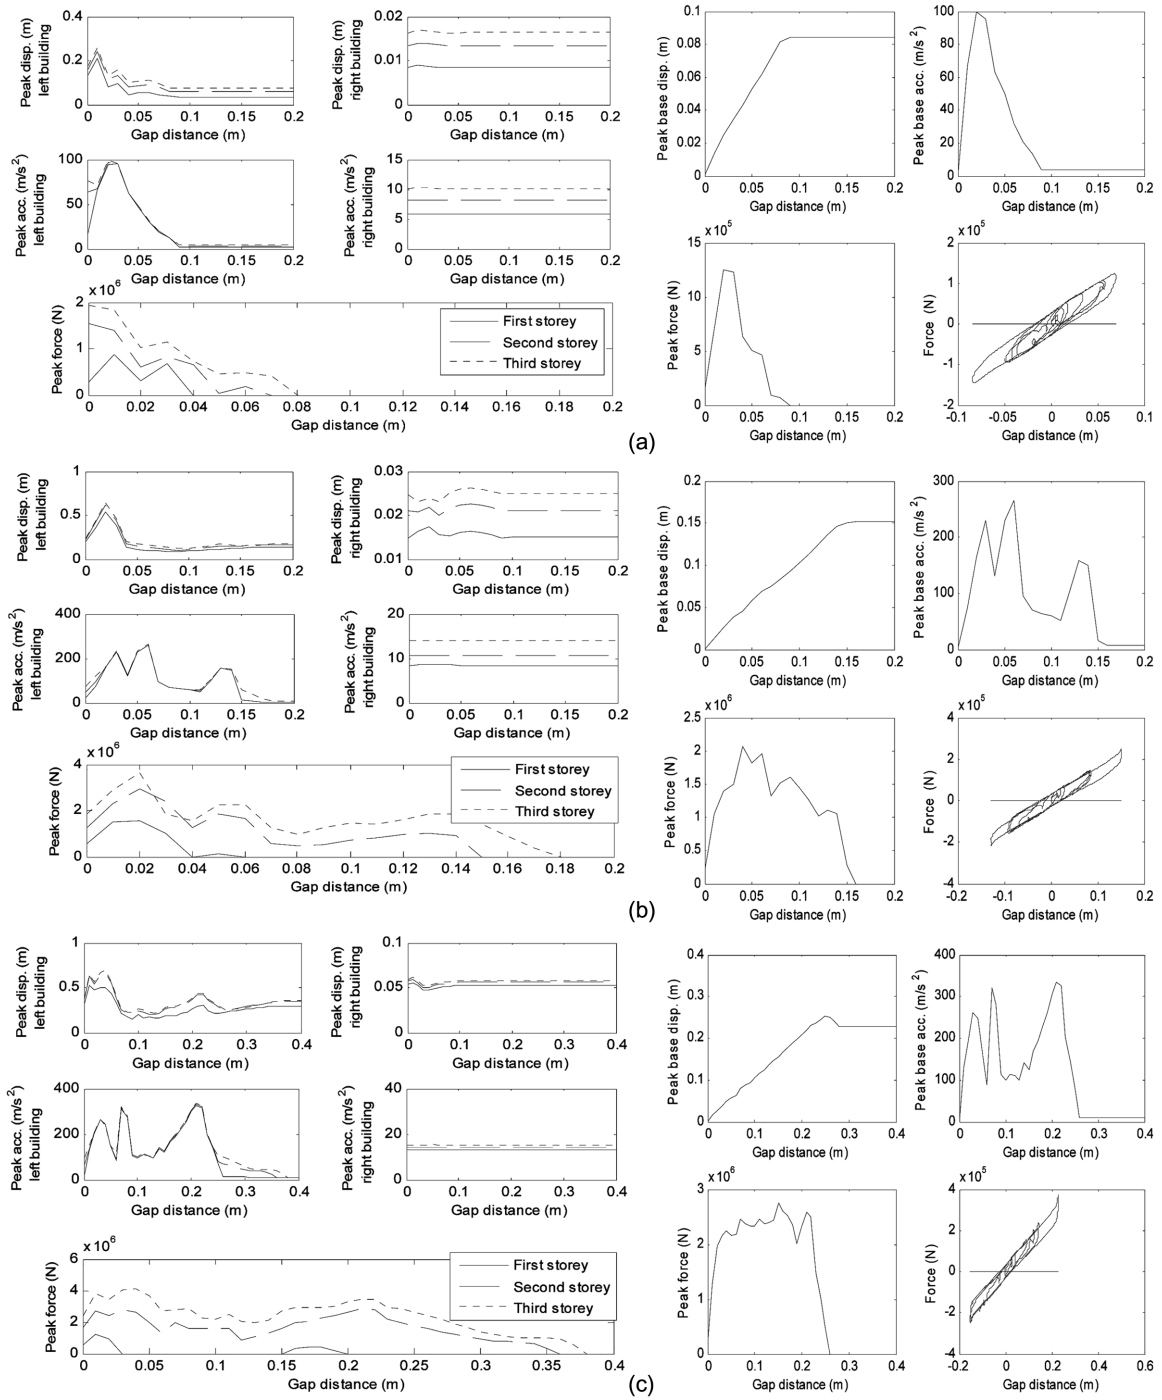 0.4
0.2
0
Peak disp. (m)
left building
0 0.05 0.1 0.15 0.2
Gap distance (m)
0.02
0.01
0
Peak disp. (m)
right building
0 0.05 0.1 0.15 0.2
Gap distance (m)
0.1
0.08
0.06
0.04
0.02
0
Peak base disp. (m)
0 0.05 0.1 0.15 0.2
Gap distance (m)
100
80
60
40
20
0
Peak base acc. (m/s²)
0 0.05 0.1 0.15 0.2
Gap distance (m)
100
50
0
Peak acc. (m/s²)
left building
0 0.05 0.1 0.15 0.2
Gap distance (m)
15
10
5
0
Peak acc. (m/s²)
right building
0 0.05 0.1 0.15 0.2
Gap distance (m)
x 10⁶
2
1
0
Peak force (N)
First storey
Second storey
Third storey
0 0.02 0.04 0.06 0.08 0.1 0.12 0.14 0.16 0.18 0.2
Gap distance (m)
x 10⁵
15
10
5
0
Peak force (N)
0 0.05 0.1 0.15 0.2
Gap distance (m)
x 10⁵
2
1
0
-1
-2
Force (N)
-0.1 -0.05 0 0.05 0.1
Gap distance (m)
(a)
1
0.5
0
Peak disp. (m)
left building
0 0.05 0.1 0.15 0.2
Gap distance (m)
0.03
0.02
0.01
Peak disp. (m)
right building
0 0.05 0.1 0.15 0.2
Gap distance (m)
0.2
0.15
0.1
0.05
0
Peak base disp. (m)
0 0.05 0.1 0.15 0.2
Gap distance (m)
300
200
100
0
Peak base acc. (m/s²)
0 0.05 0.1 0.15 0.2
Gap distance (m)
400
200
0
Peak acc. (m/s²)
left building
0 0.05 0.1 0.15 0.2
Gap distance (m)
20
10
0
Peak acc. (m/s²)
right building
0 0.05 0.1 0.15 0.2
Gap distance (m)
x 10⁶
4
2
0
Peak force (N)
First storey
Second storey
Third storey
0 0.02 0.04 0.06 0.08 0.1 0.12 0.14 0.16 0.18 0.2
Gap distance (m)
x 10⁶
2.5
2
1.5
1
0.5
0
Peak force (N)
0 0.05 0.1 0.15 0.2
Gap distance (m)
x 10⁵
4
2
0
-2
-4
Force (N)
-0.2 -0.1 0 0.1 0.2
Gap distance (m)
(b)
1
0.5
0
Peak disp. (m)
left building
0 0.1 0.2 0.3 0.4
Gap distance (m)
0.1
0.05
0
Peak disp. (m)
right building
0 0.1 0.2 0.3 0.4
Gap distance (m)
0.4
0.3
0.2
0.1
0
Peak base disp. (m)
0 0.1 0.2 0.3 0.4
Gap distance (m)
400
300
200
100
0
Peak base acc. (m/s²)
0 0.1 0.2 0.3 0.4
Gap distance (m)
400
200
0
Peak acc. (m/s²)
left building
0 0.1 0.2 0.3 0.4
Gap distance (m)
40
20
0
Peak acc. (m/s²)
right building
0 0.1 0.2 0.3 0.4
Gap distance (m)
x 10⁶
6
4
2
0
Peak force (N)
First storey
Second storey
Third storey
0 0.05 0.1 0.15 0.2 0.25 0.3 0.35 0.4
Gap distance (m)
x 10⁶
3
2
1
0
Peak force (N)
0 0.1 0.2 0.3 0.4
Gap distance (m)
x 10⁵
4
2
0
-2
-4
Force (N)
-0.2 0 0.2 0.4 0.6
Gap distance (m)
(c)